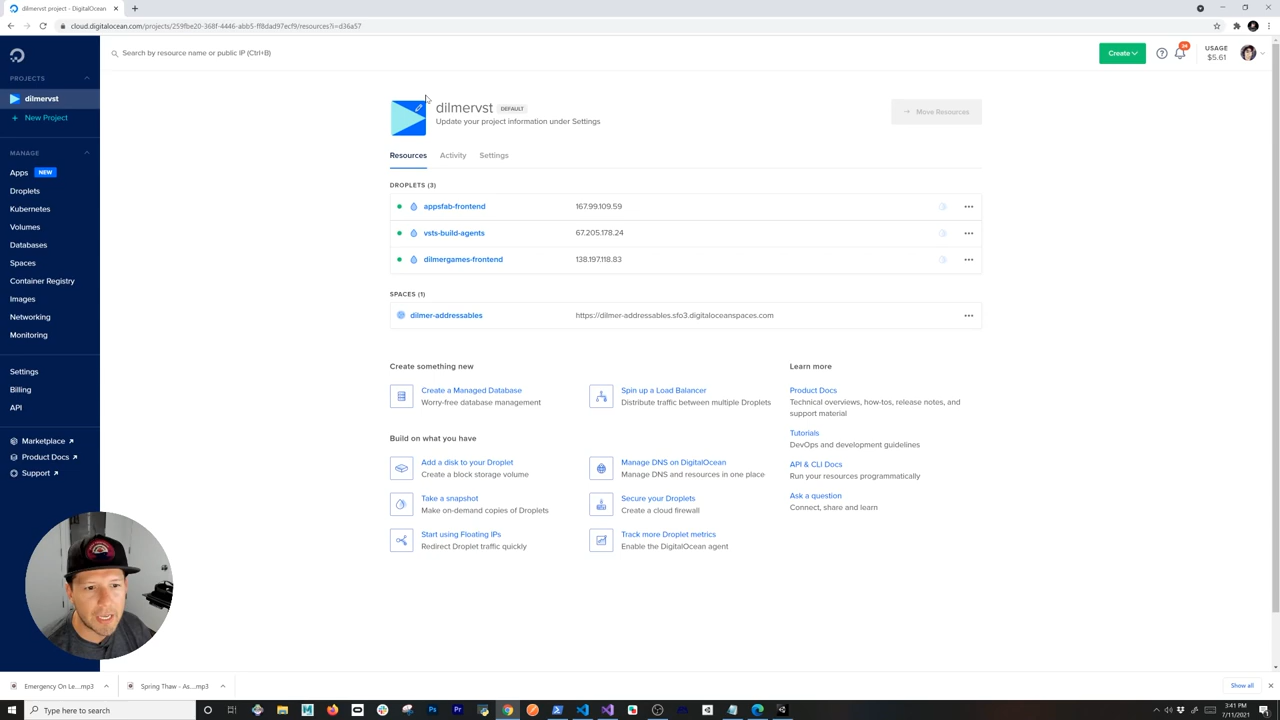 dilmervst project - DigitalOcean
cloud.digitalocean.com/projects/259fbe20-368f-4446-abb5-ff8dad97ecf9/resources?i=d36a57
Search by resource name or public IP (Ctrl+B)
Create
34
USAGE
$5.61
PROJECTS
dilmervst
New Project
MANAGE
Apps NEW
Droplets
Kubernetes
Volumes
Databases
Spaces
Container Registry
Images
Networking
Monitoring
Settings
Billing
API
Marketplace
Product Docs
Support
dilmervst DEFAULT
Update your project information under Settings
Move Resources
Resources Activity Settings
DROPLETS (3)
appsfab-frontend 167.99.109.59
vsts-build-agents 67.205.178.24
dilmergames-frontend 138.197.118.83
SPACES (1)
dilmer-addressables https://dilmer-addressables.sfo3.digitaloceanspaces.com
Create something new
Create a Managed Database
Worry-free database management
Spin up a Load Balancer
Distribute traffic between multiple Droplets
Build on what you have
Add a disk to your Droplet
Create a block storage volume
Manage DNS on DigitalOcean
Manage DNS and resources in one place
Take a snapshot
Make on-demand copies of Droplets
Secure your Droplets
Create a cloud firewall
Start using Floating IPs
Redirect Droplet traffic quickly
Track more Droplet metrics
Enable the DigitalOcean agent
Learn more
Product Docs
Technical overviews, how-tos, release notes, and
support material
Tutorials
DevOps and development guidelines
API & CLI Docs
Run your resources programmatically
Ask a question
Connect, share and learn
Emergency On Le....mp3
Spring Thaw - As....mp3
Show all
Type here to search
3:41 PM
7/11/2021